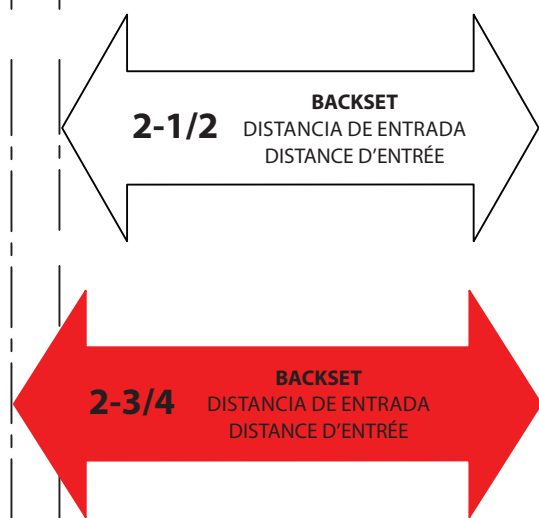 2-1/2
BACKSET
DISTANCIA DE ENTRADA
DISTANCE D’ENTRÉE
2-3/4
BACKSET
DISTANCIA DE ENTRADA
DISTANCE D’ENTRÉE